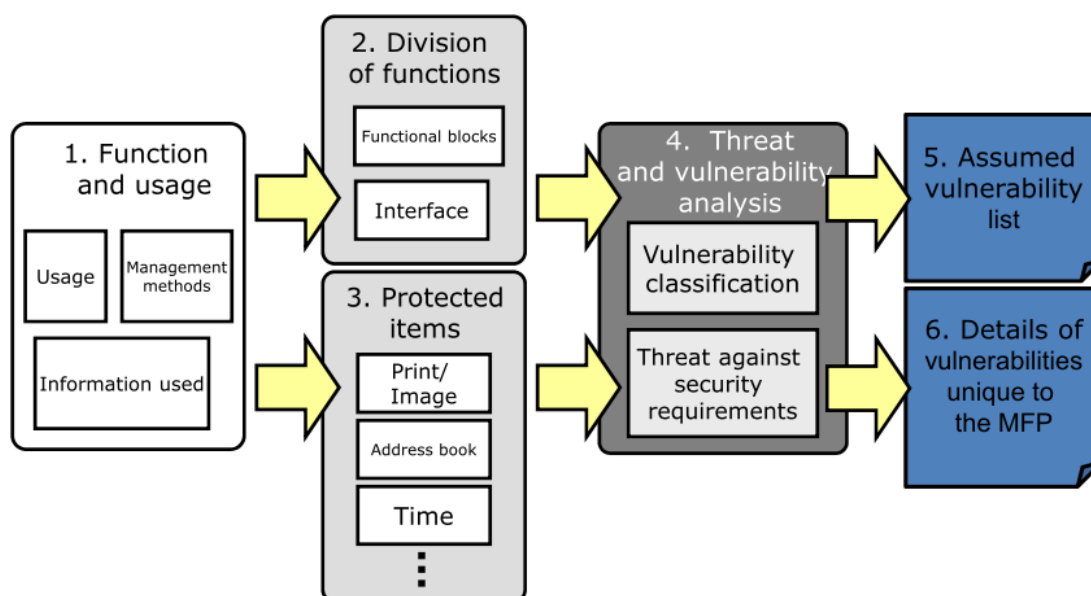 1. Function
and usage
Usage
Management
methods
Information used
2. Division
of functions
Functional blocks
Interface
3. Protected
items
Print/
Image
Address book
Time
4. Threat
and vulnerability
analysis
Vulnerability
classification
Threat against
security
requirements
5. Assumed
vulnerability
list
6. Details of
vulnerabilities
unique to
the MFP